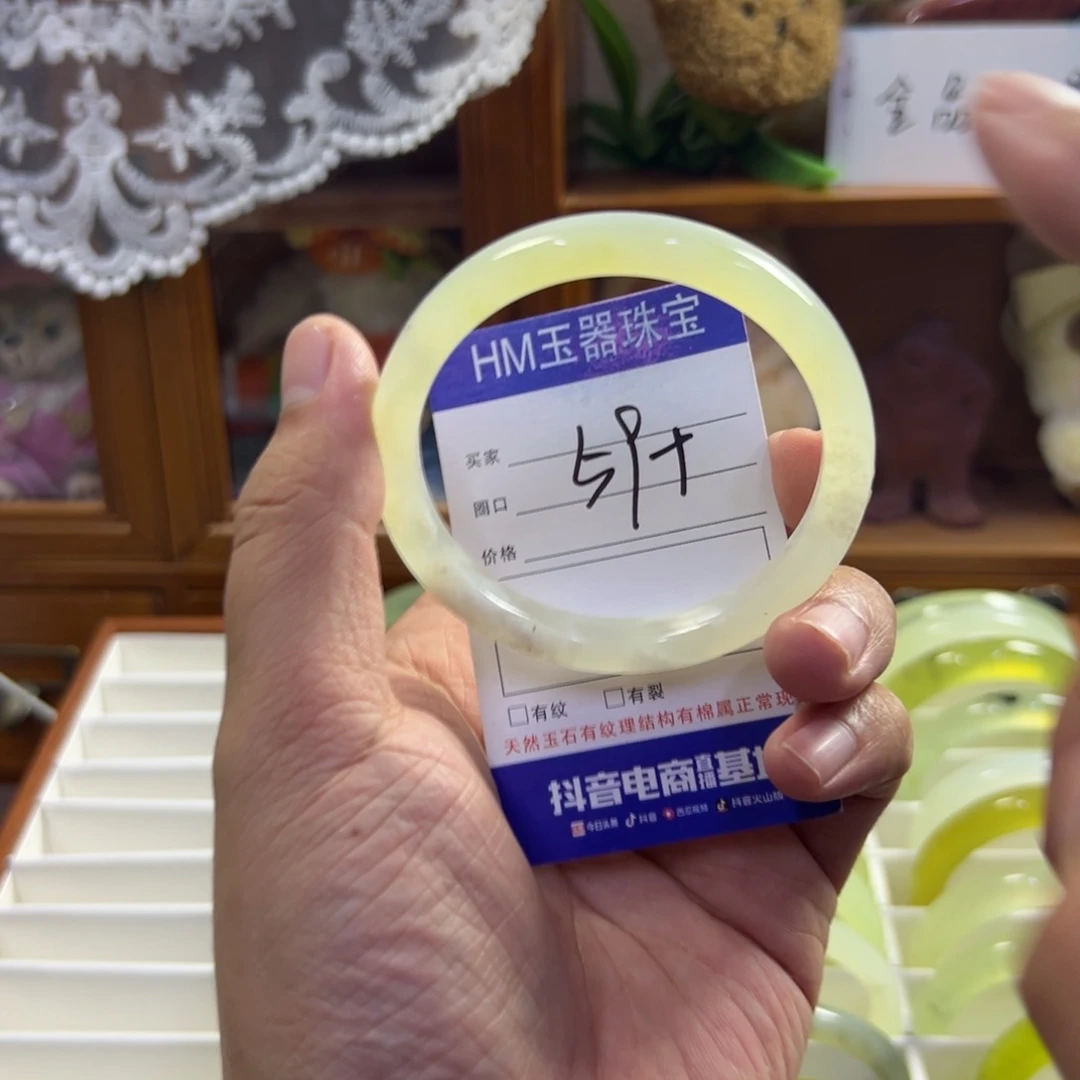 HM玉器珠宝
买家
59+
圈口
价格
□有纹 □有裂
天然玉石有纹理结构有棉属正常现
抖音电商直播基地
今日头条 抖音 西瓜视频 抖音火山版